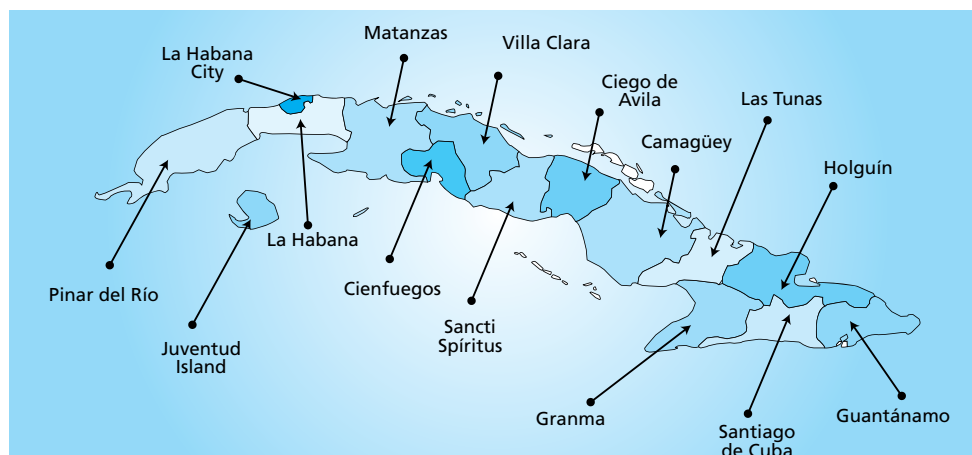 Matanzas
Villa Clara
La Habana
City
Ciego de
Avila
Las Tunas
Camagüey
Holguín
La Habana
Pinar del Río
Cienfuegos
Juventud
Island
Sancti
Spíritus
Granma
Guantánamo
Santiago
de Cuba